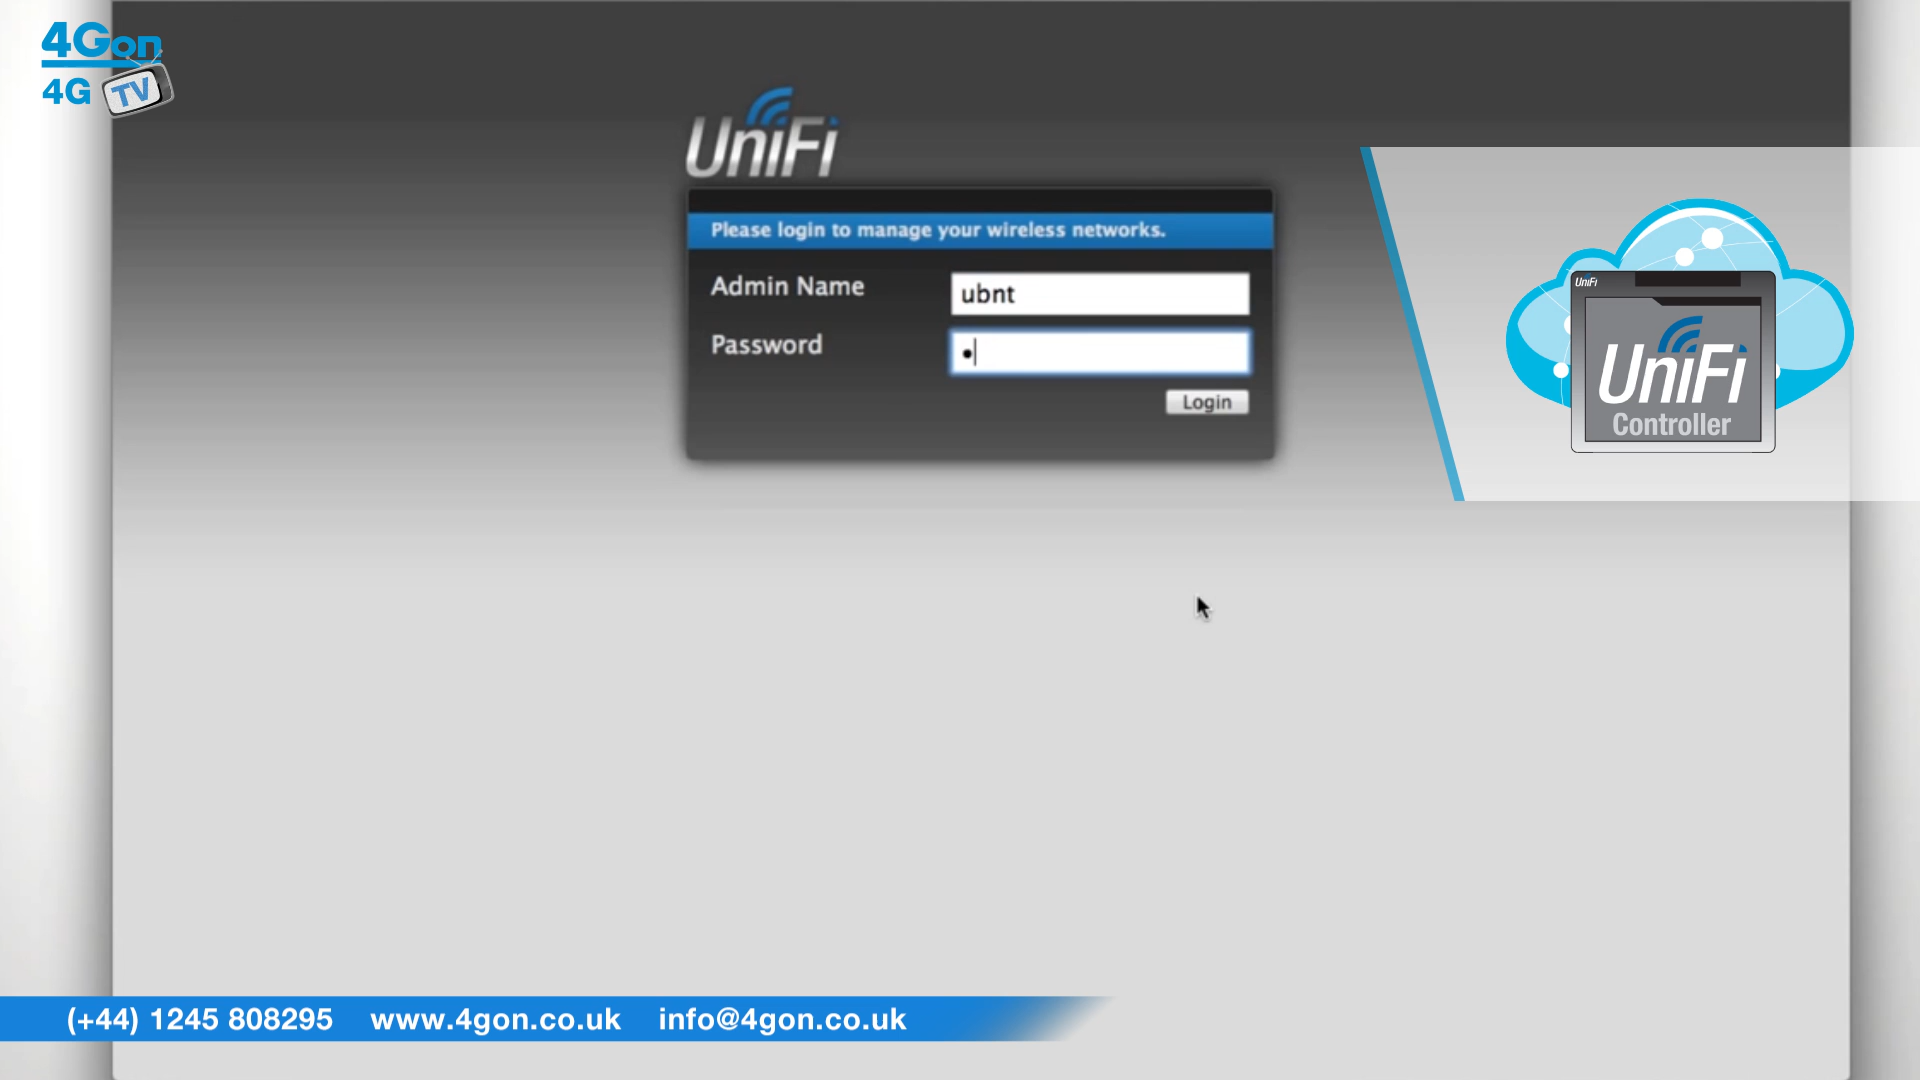 4Gon
4G TV
UniFi
Please login to manage your wireless networks.
Admin Name
ubnt
Password
Login
UniFi
UniFi
Controller
(+44) 1245 808295 www.4gon.co.uk info@4gon.co.uk